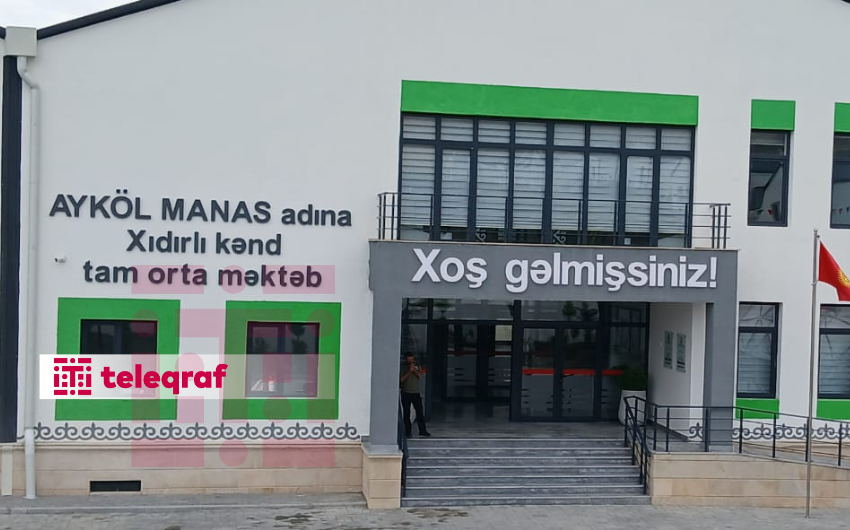 AYKÖL MANAS adına
Xıdırlı kənd
tam orta məktəb
Xoş gəlmişsiniz!
teleqraf